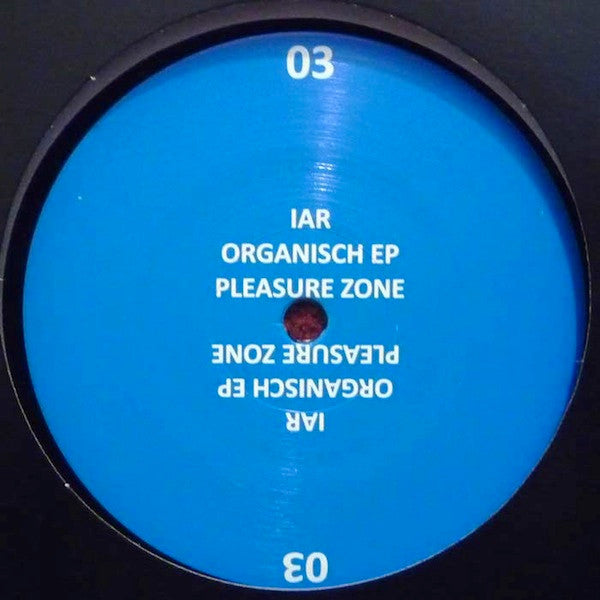 03
IAR
ORGANISCH EP
PLEASURE ZONE
PLEASURE ZONE
ORGANISCH EP
IAR
03